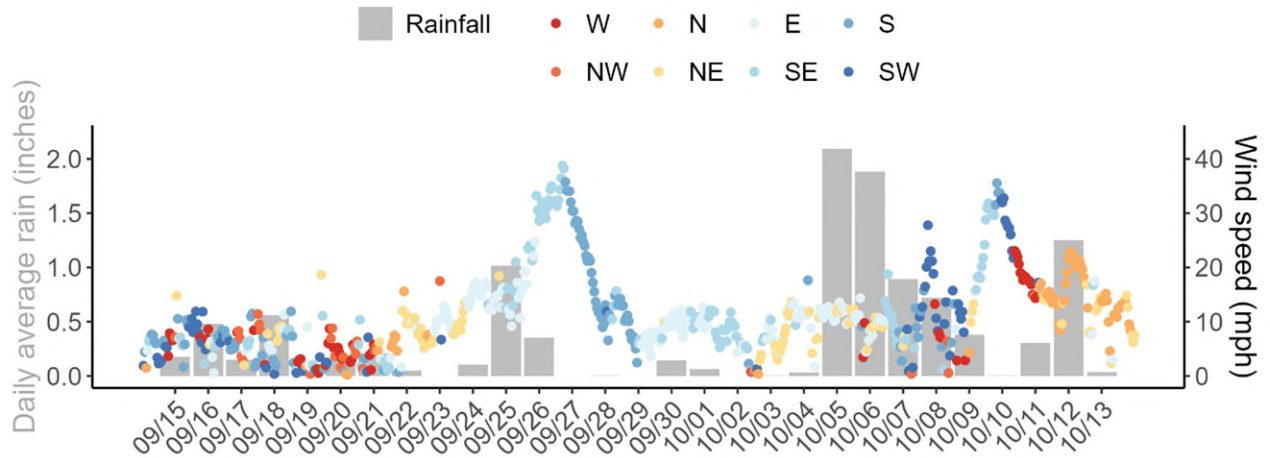 Rainfall W N E S
NW NE SE SW
Daily average rain (inches)
2.0
1.5
1.0
0.5
0.0
40
30
20
10
0
Wind speed (mph)
09/15 09/16 09/17 09/18 09/19 09/20 09/21 09/22 09/23 09/24 09/25 09/26 09/27 09/28 09/29 09/30 10/01 10/02 10/03 10/04 10/05 10/06 10/07 10/08 10/09 10/10 10/11 10/12 10/13